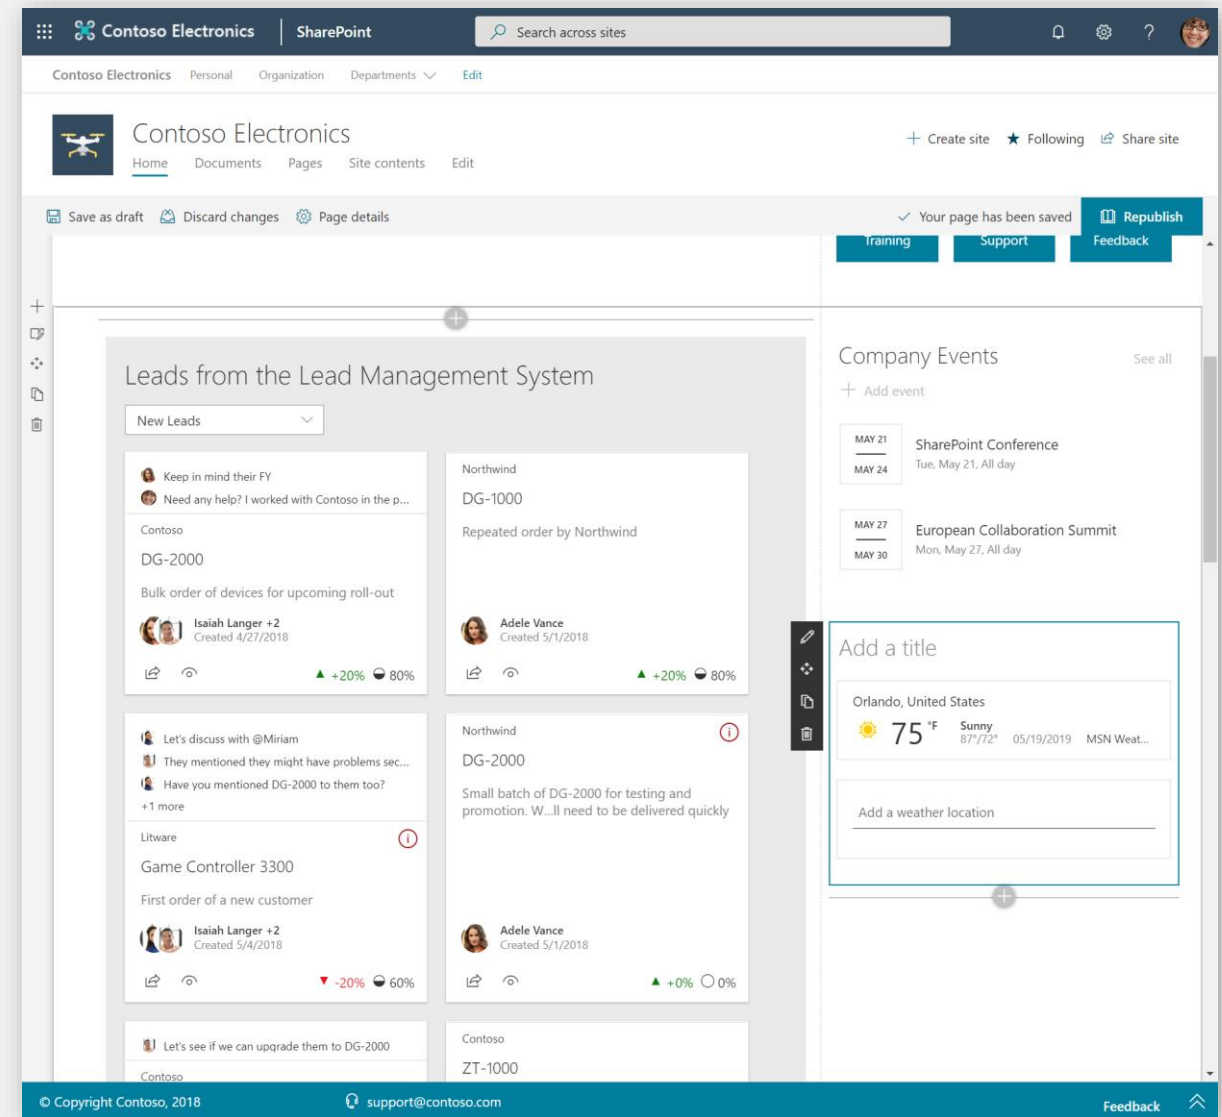 Contoso Electronics SharePoint Search across sites ?
Contoso Electronics Personal Organization Departments Edit
Contoso Electronics
Home Documents Pages Site contents Edit
+ Create site ★ Following Share site
Save as draft Discard changes Page details Your page has been saved Republish
Training Support Feedback
Leads from the Lead Management System
New Leads
Keep in mind their FY
Need any help? I worked with Contoso in the p...
Contoso
DG-2000
Bulk order of devices for upcoming roll-out
Isaiah Langer +2
Created 4/27/2018
▲ +20% 80%
Northwind
DG-1000
Repeated order by Northwind
Adele Vance
Created 5/1/2018
▲ +20% 80%
Let's discuss with @Miriam
They mentioned they might have problems sec...
Have you mentioned DG-2000 to them too?
+1 more
Litware
Game Controller 3300
First order of a new customer
Isaiah Langer +2
Created 5/4/2018
▼ -20% 60%
Northwind
DG-2000
Small batch of DG-2000 for testing and
promotion. W...ll need to be delivered quickly
Adele Vance
Created 5/1/2018
▲ +0% 0%
Let's see if we can upgrade them to DG-2000
Contoso
Contoso
ZT-1000
Company Events See all
+ Add event
MAY 21
MAY 24
SharePoint Conference
Tue, May 21, All day
MAY 27
MAY 30
European Collaboration Summit
Mon, May 27, All day
Add a title
Orlando, United States
75 °F
Sunny
87°/72° 05/19/2019 MSN Weat...
Add a weather location
© Copyright Contoso, 2018 support@contoso.com Feedback